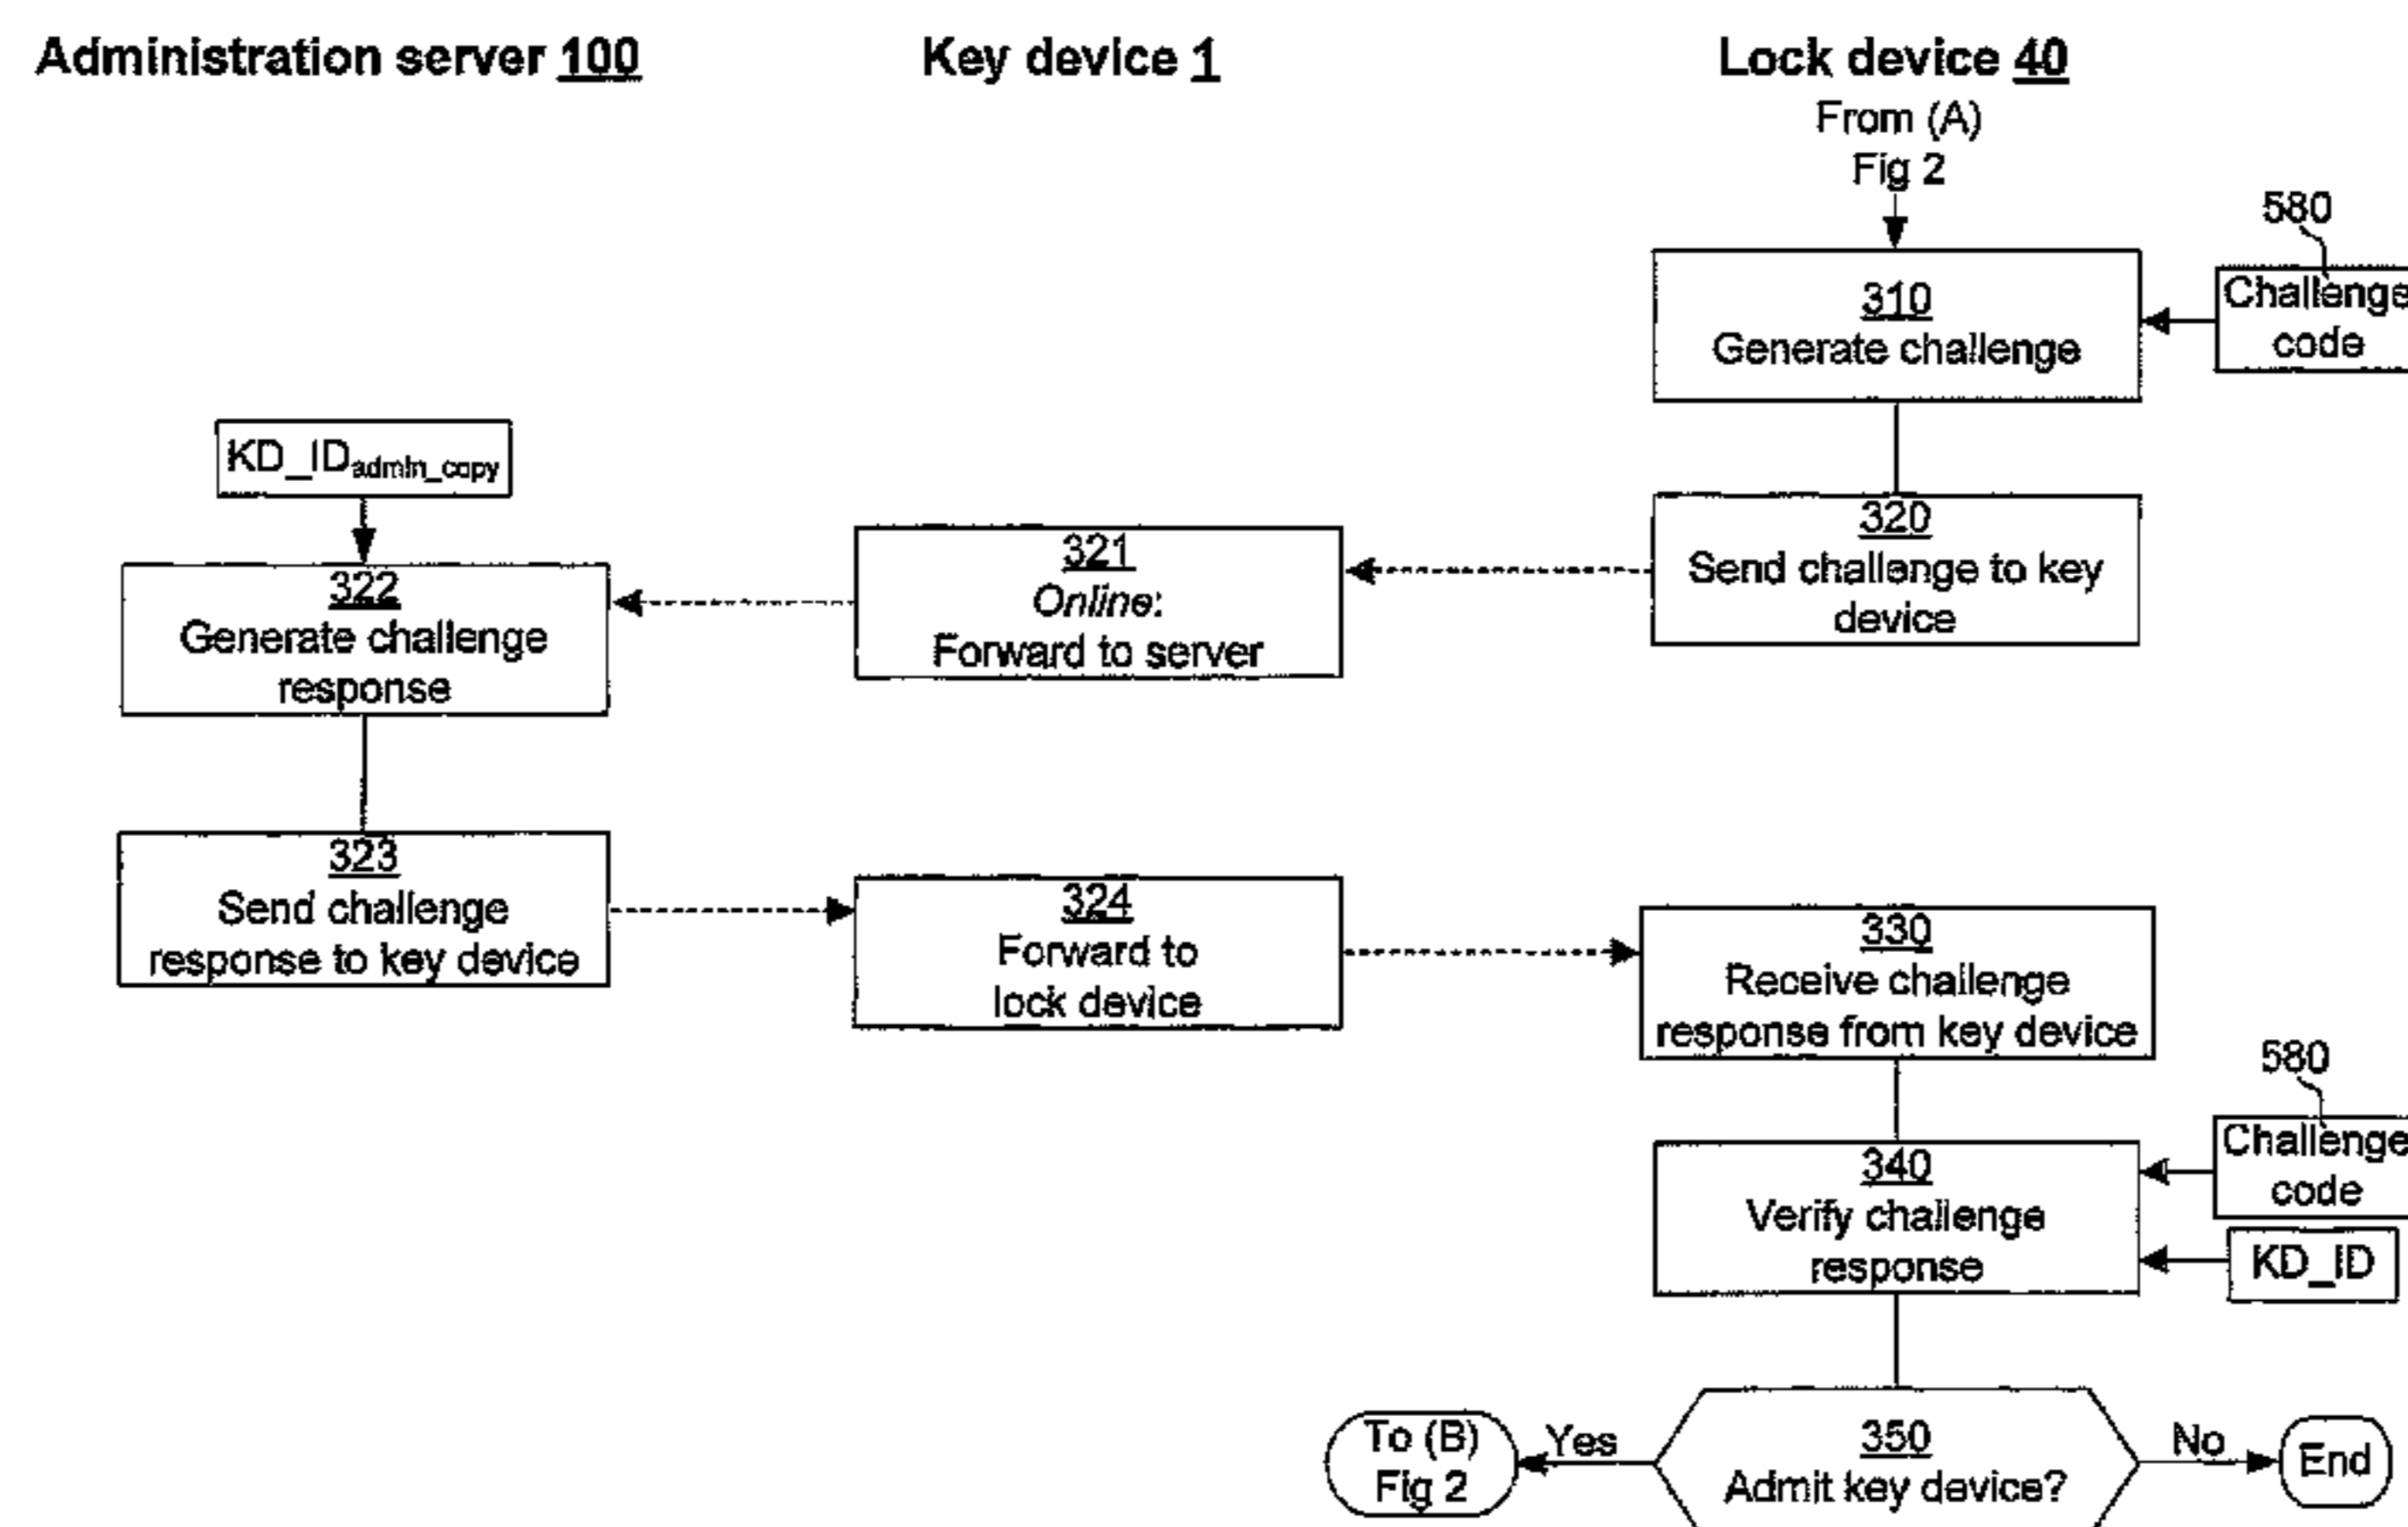 Administration server 100
Key device 1
Lock device 40
From (A)
Fig 2
580
Challenge
code
310
Generate challenge
KD_IDadmin_copy
320
Send challenge to key
device
321
Online:
Forward to server
322
Generate challenge
response
323
Send challenge
response to key device
324
Forward to
lock device
330
Receive challenge
response from key device
580
Challenge
code
340
Verify challenge
response
KD_ID
350
Admit key device?
Yes
To (B)
Fig 2
No
End